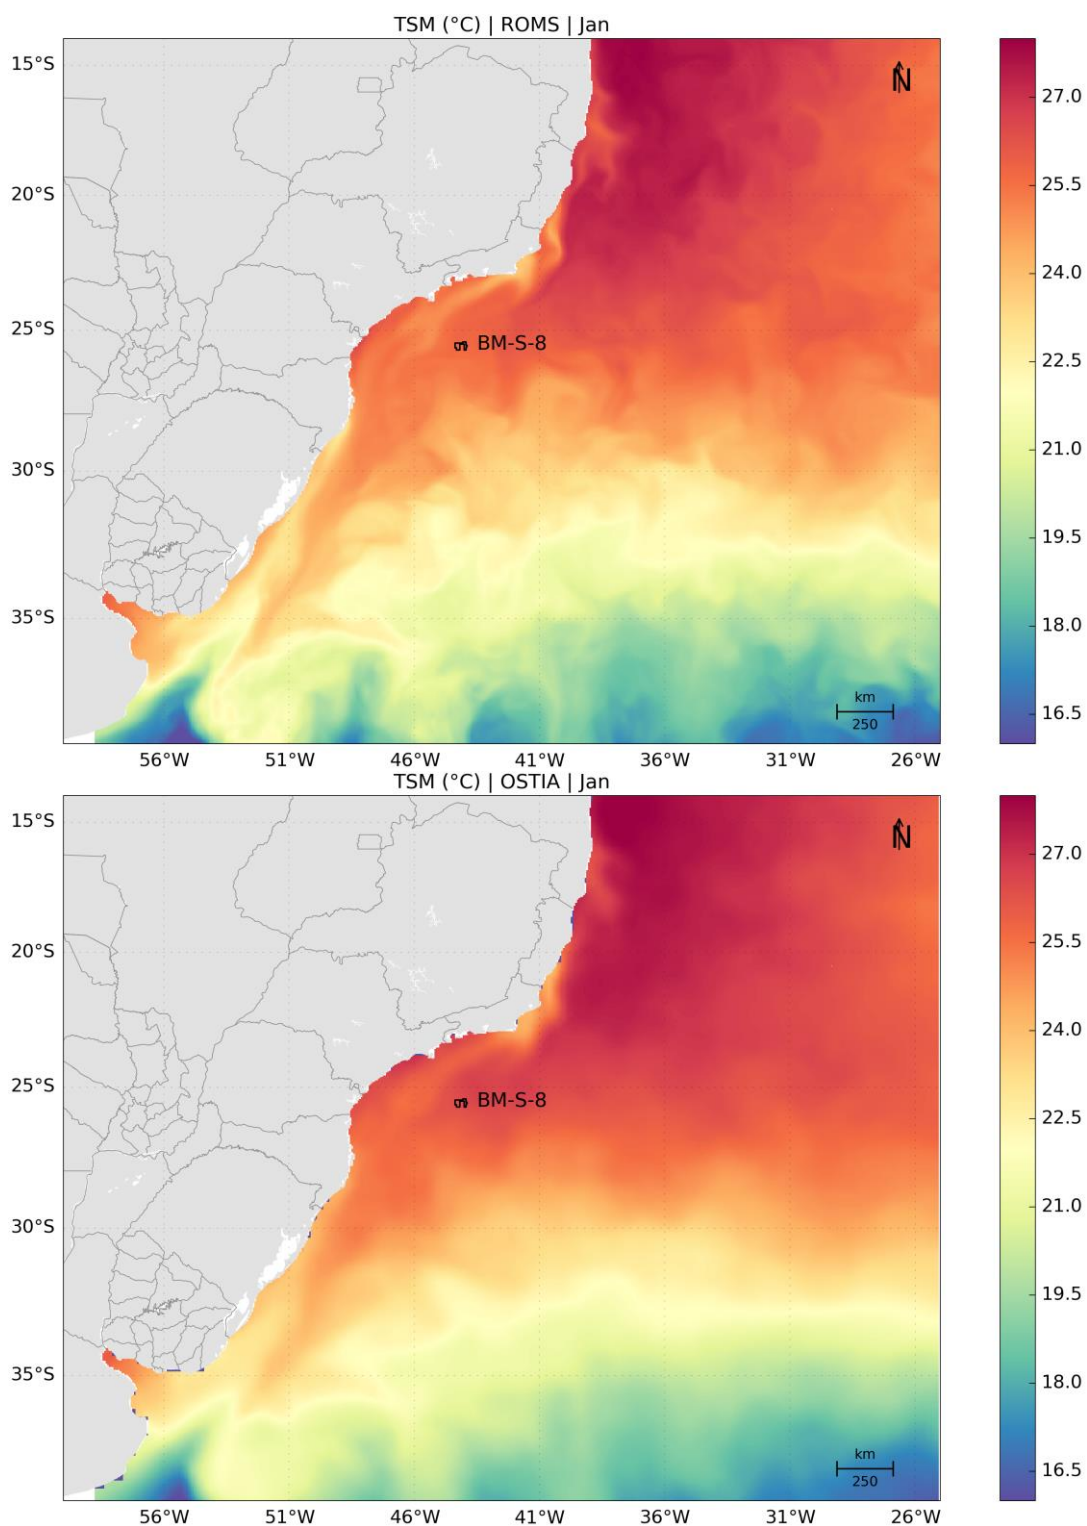 TSM (°C) | ROMS | Jan
15°S
20°S
25°S
30°S
35°S
N
BM-S-8
km
250
56°W 51°W 46°W 41°W 36°W 31°W 26°W
27.0
25.5
24.0
22.5
21.0
19.5
18.0
16.5
TSM (°C) | OSTIA | Jan
15°S
20°S
25°S
30°S
35°S
N
BM-S-8
km
250
56°W 51°W 46°W 41°W 36°W 31°W 26°W
27.0
25.5
24.0
22.5
21.0
19.5
18.0
16.5